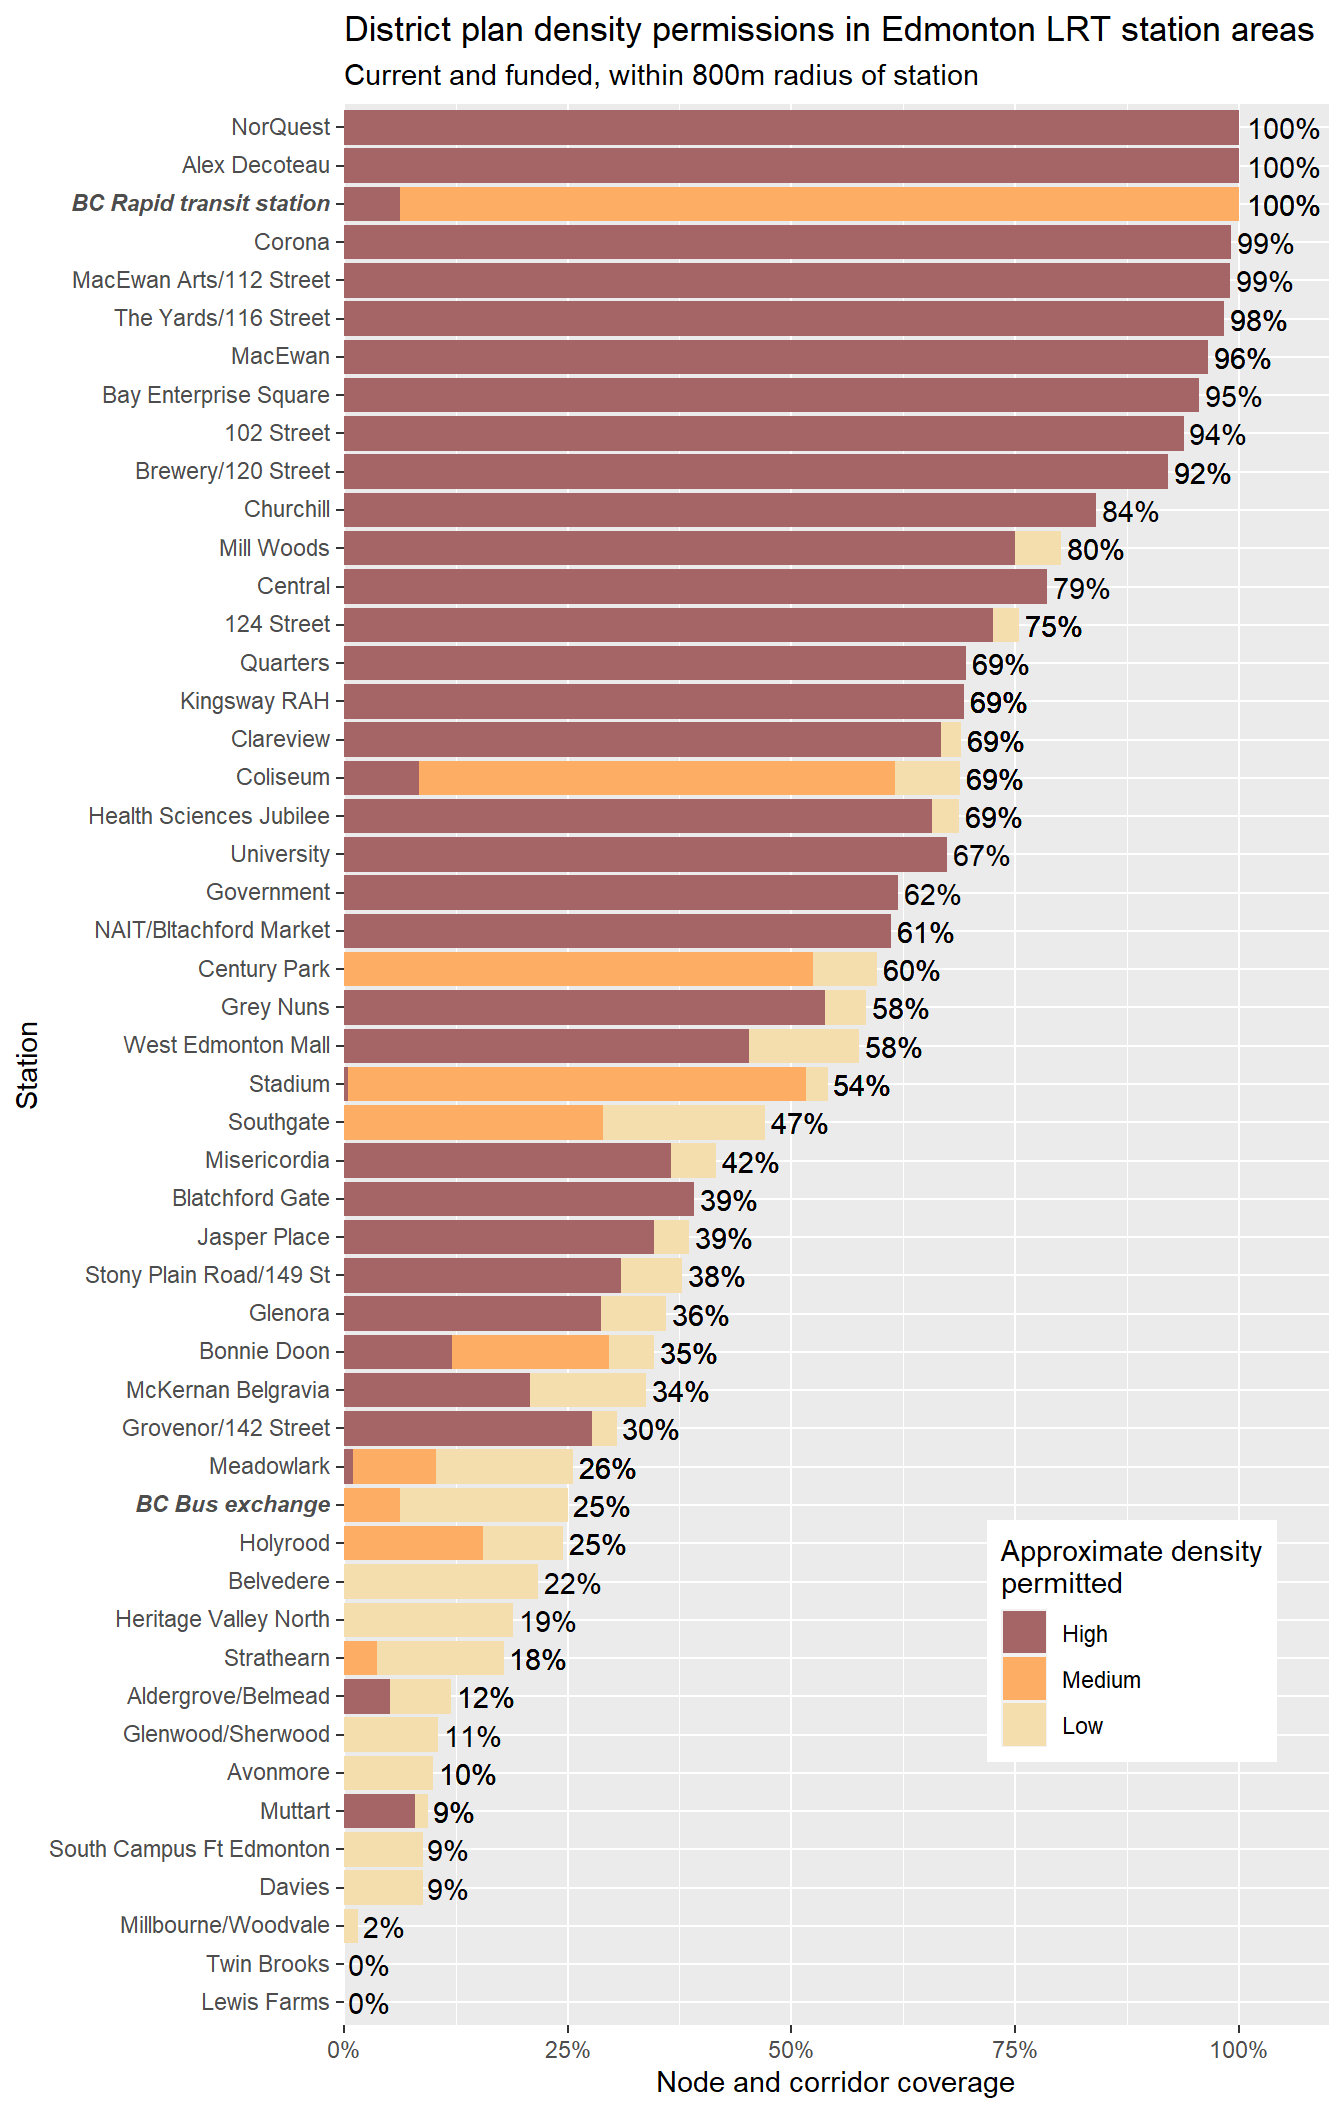 District plan density permissions in Edmonton LRT station areas
Current and funded, within 800m radius of station
NorQuest 100%
Alex Decoteau 100%
BC Rapid transit station 100%
Corona 99%
MacEwan Arts/112 Street 99%
The Yards/116 Street 98%
MacEwan 96%
Bay Enterprise Square 95%
102 Street 94%
Brewery/120 Street 92%
Churchill 84%
Mill Woods 80%
Central 79%
124 Street 75%
Quarters 69%
Kingsway RAH 69%
Clareview 69%
Coliseum 69%
Health Sciences Jubilee 69%
University 67%
Government 62%
NAIT/Bltachford Market 61%
Century Park 60%
Grey Nuns 58%
West Edmonton Mall 58%
Stadium 54%
Southgate 47%
Misericordia 42%
Blatchford Gate 39%
Jasper Place 39%
Stony Plain Road/149 St 38%
Glenora 36%
Bonnie Doon 35%
McKernan Belgravia 34%
Grovenor/142 Street 30%
Meadowlark 26%
BC Bus exchange 25%
Holyrood 25%
Belvedere 22%
Heritage Valley North 19%
Strathearn 18%
Aldergrove/Belmead 12%
Glenwood/Sherwood 11%
Avonmore 10%
Muttart 9%
South Campus Ft Edmonton 9%
Davies 9%
Millbourne/Woodvale 2%
Twin Brooks 0%
Lewis Farms 0%
Station
0% 25% 50% 75% 100%
Node and corridor coverage
Approximate density
permitted
High
Medium
Low